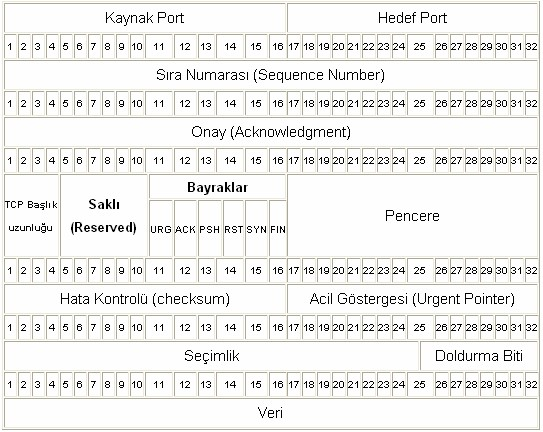 Kaynak Port Hedef Port
1 2 3 4 5 6 7 8 9 10 11 12 13 14 15 16 17 18 19 20 21 22 23 24 25 26 27 28 29 30 31 32
Sıra Numarası (Sequence Number)
1 2 3 4 5 6 7 8 9 10 11 12 13 14 15 16 17 18 19 20 21 22 23 24 25 26 27 28 29 30 31 32
Onay (Acknowledgment)
1 2 3 4 5 6 7 8 9 10 11 12 13 14 15 16 17 18 19 20 21 22 23 24 25 26 27 28 29 30 31 32
TCP Başlık
uzunluğu
Saklı
(Reserved)
Bayraklar
URG ACK PSH RST SYN FIN
Pencere
1 2 3 4 5 6 7 8 9 10 11 12 13 14 15 16 17 18 19 20 21 22 23 24 25 26 27 28 29 30 31 32
Hata Kontrolü (checksum) Acil Göstergesi (Urgent Pointer)
1 2 3 4 5 6 7 8 9 10 11 12 13 14 15 16 17 18 19 20 21 22 23 24 25 26 27 28 29 30 31 32
Seçimlik Doldurma Biti
1 2 3 4 5 6 7 8 9 10 11 12 13 14 15 16 17 18 19 20 21 22 23 24 25 26 27 28 29 30 31 32
Veri